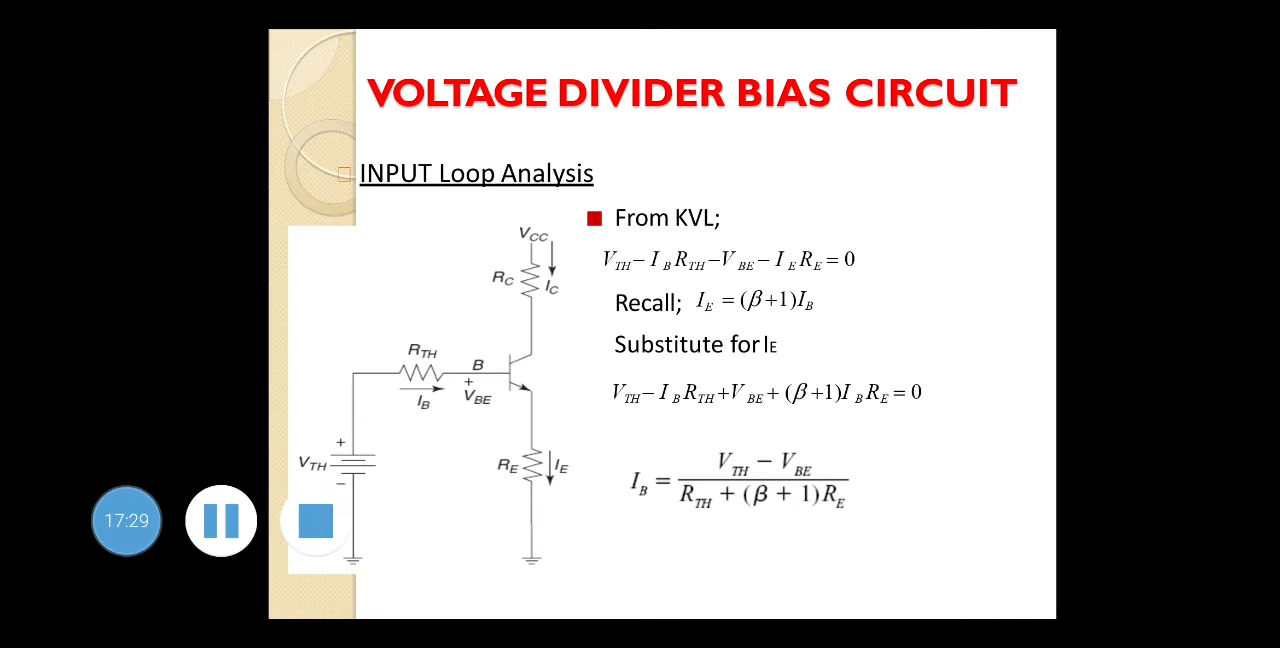 VOLTAGE DIVIDER BIAS CIRCUIT
INPUT Loop Analysis
From KVL;
V_TH − I_B R_TH − V_BE − I_E R_E = 0
Recall; I_E = (β+1)I_B
Substitute for I_E
V_TH − I_B R_TH + V_BE + (β+1)I_B R_E = 0
I_B = (V_TH − V_BE) / (R_TH + (β + 1)R_E)
V_CC
R_C
I_C
R_TH
B
+
V_BE
I_B
+
V_TH
−
R_E
I_E
17:29